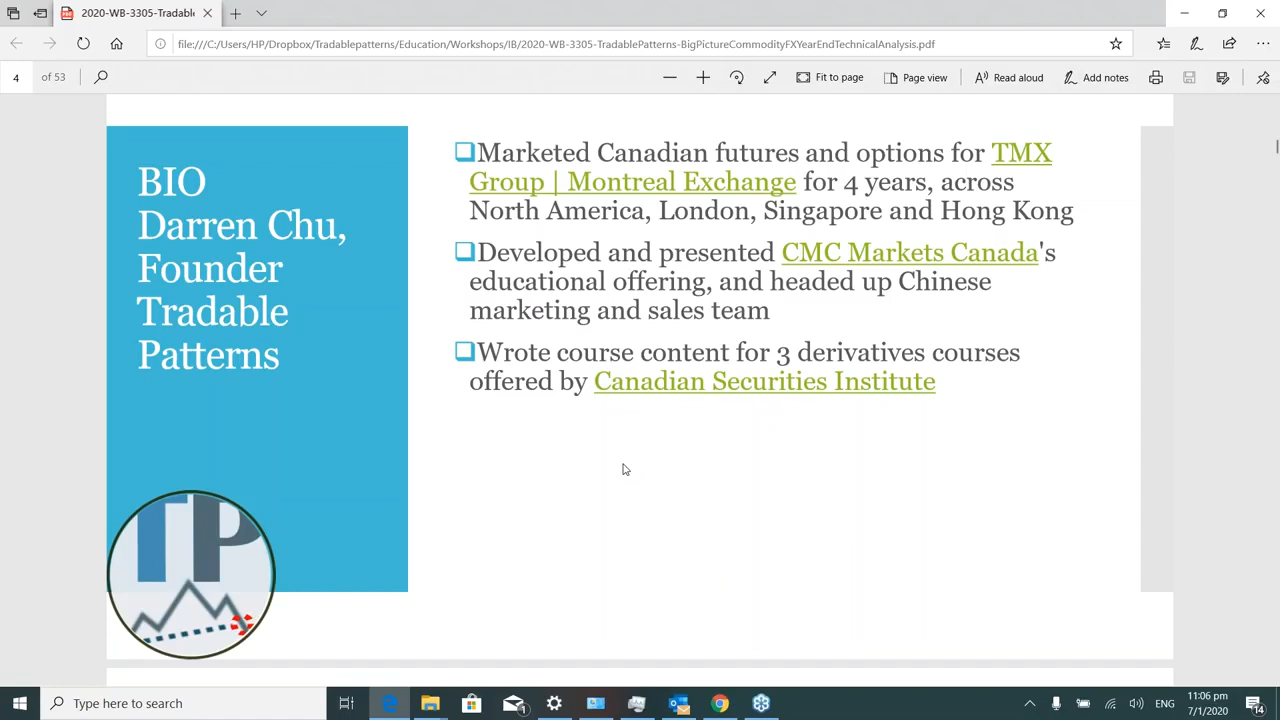 2020-WB-3305-Tradable
file:///C:/Users/HP/Dropbox/Tradablepatterns/Education/Workshops/IB/2020-WB-3305-TradablePatterns-BigPictureCommodityFXYearEndTechnicalAnalysis.pdf
4 of 53
Fit to page
Page view
Read aloud
Add notes
BIO
Darren Chu,
Founder
Tradable
Patterns
Marketed Canadian futures and options for TMX
Group | Montreal Exchange for 4 years, across
North America, London, Singapore and Hong Kong
Developed and presented CMC Markets Canada's
educational offering, and headed up Chinese
marketing and sales team
Wrote course content for 3 derivatives courses
offered by Canadian Securities Institute
TP
Type here to search
1
ENG
11:06 pm
7/1/2020
14